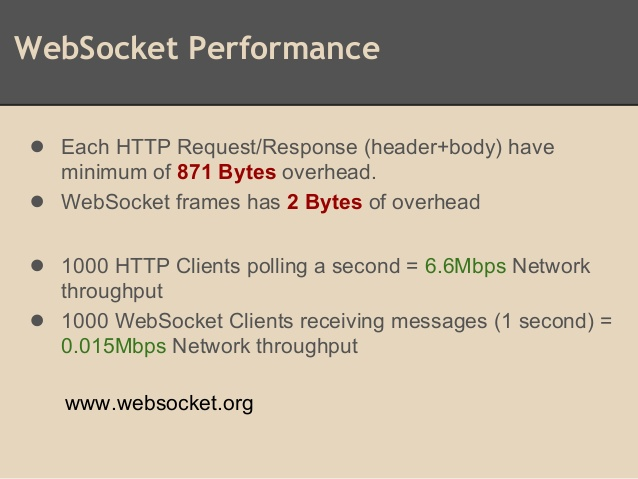 WebSocket Performance
● Each HTTP Request/Response (header+body) have
minimum of 871 Bytes overhead.
● WebSocket frames has 2 Bytes of overhead
● 1000 HTTP Clients polling a second = 6.6Mbps Network
throughput
● 1000 WebSocket Clients receiving messages (1 second) =
0.015Mbps Network throughput
www.websocket.org